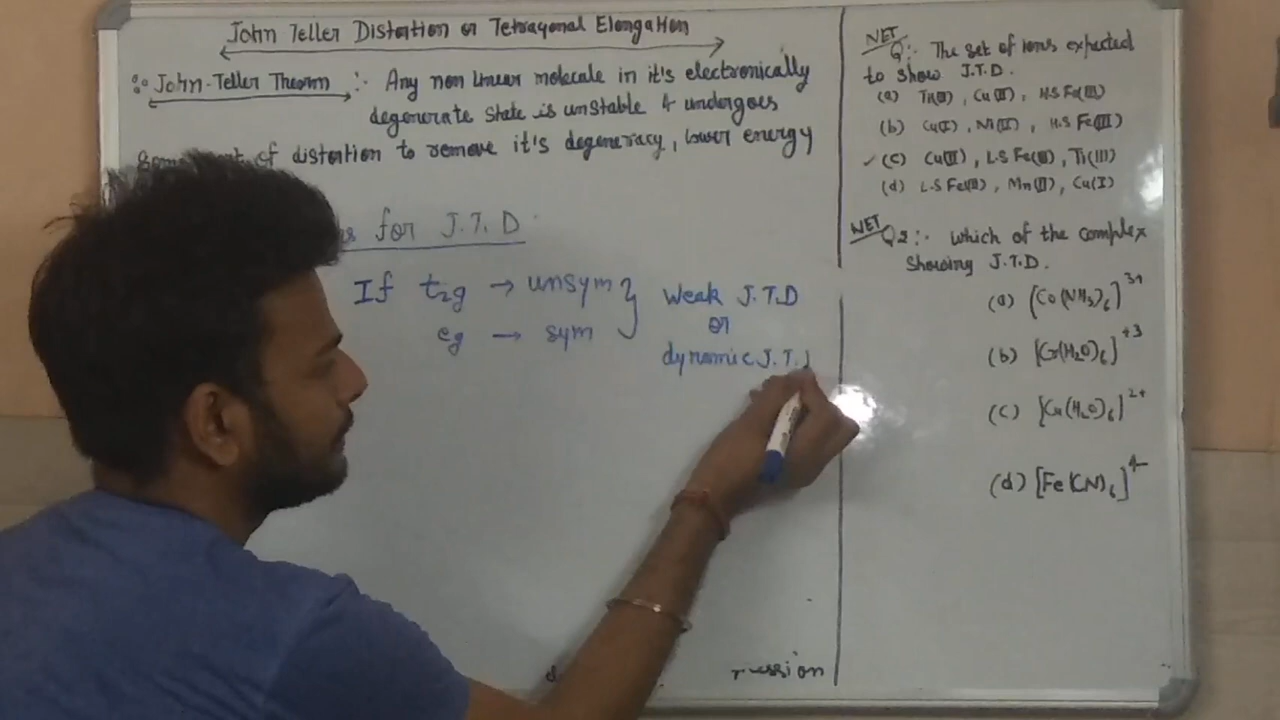 John Teller Distortion or Tetragonal Elongation
John-Teller Theorm :- Any non linear molecule in it's electronically
degenerate state is unstable & undergoes
of distortion to remove it's degeneracy, lower energy
for J.T.D
If t2g → unsym } Weak J.T.D
or
eg → sym
dynamic J.T.
NET
Q:- The set of ions expected
to show J.T.D.
(a) Ti(III), Cu(II), H.S Fe(III)
(b) Cu(I), Ni(II), H.S Fe(III)
✓ (c) Cu(II), L.S Fe(III), Ti(III)
(d) L.S Fe(II), Mn(II), Cu(I)
NET Q2:- Which of the complex
Showing J.T.D.
(a) [Co(NH3)6]3+
(b) [Cr(H2O)6]+3
(c) [Cu(H2O)6]2+
(d) [Fe(CN)6]4-